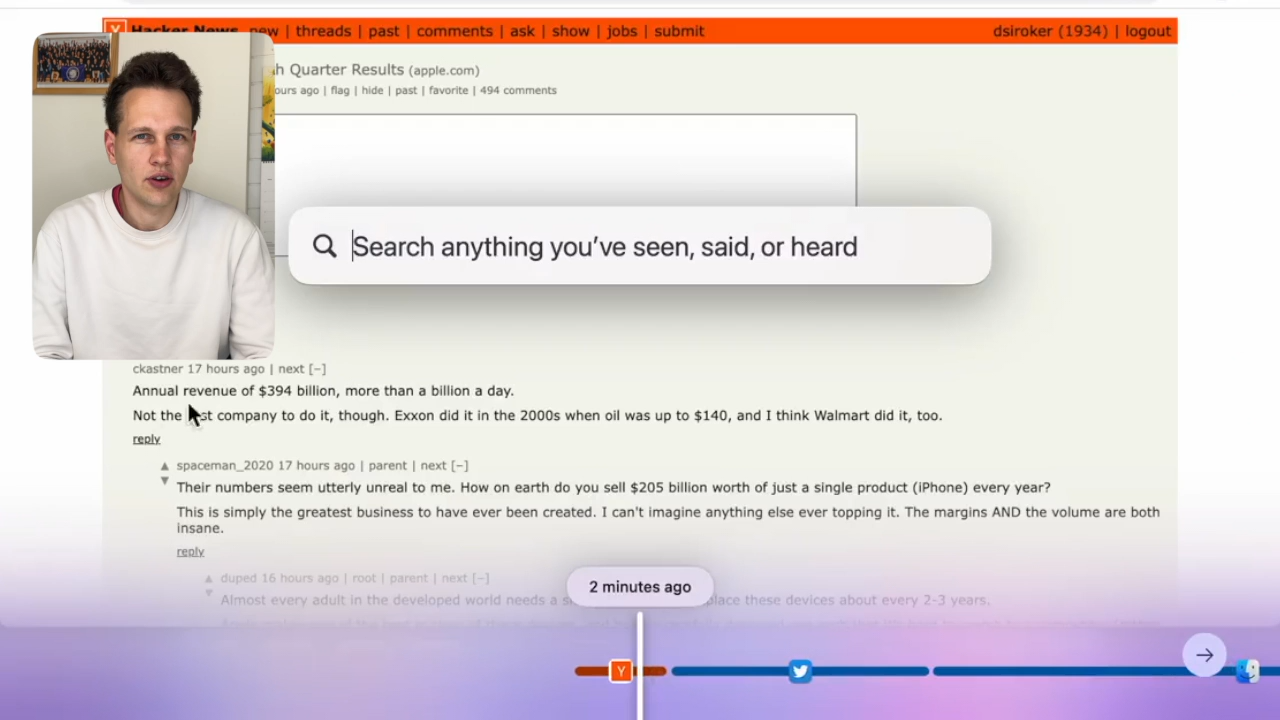 Y Hacker News new | threads | past | comments | ask | show | jobs | submit
dsiroker (1934) | logout
Quarter Results (apple.com)
ago | flag | hide | past | favorite | 494 comments
Search anything you've seen, said, or heard
ckastner 17 hours ago | next [–]
Annual revenue of $394 billion, more than a billion a day.
Not the company to do it, though. Exxon did it in the 2000s when oil was up to $140, and I think Walmart did it, too.
reply
spaceman_2020 17 hours ago | parent | next [–]
Their numbers seem utterly unreal to me. How on earth do you sell $205 billion worth of just a single product (iPhone) every year?
This is simply the greatest business to have ever been created. I can't imagine anything else ever topping it. The margins AND the volume are both
insane.
reply
duped 16 hours ago | root | parent | next [–]
Almost every adult in the developed world needs a these devices about every 2-3 years.
2 minutes ago
Y